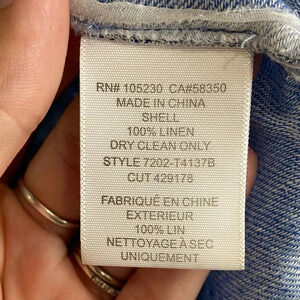 RN# 105230 CA#58350
MADE IN CHINA
SHELL
100% LINEN
DRY CLEAN ONLY
STYLE 7202-T4137B
CUT 429178
FABRIQUÉ EN CHINE
EXTERIEUR
100% LIN
NETTOYAGE À SEC
UNIQUEMENT